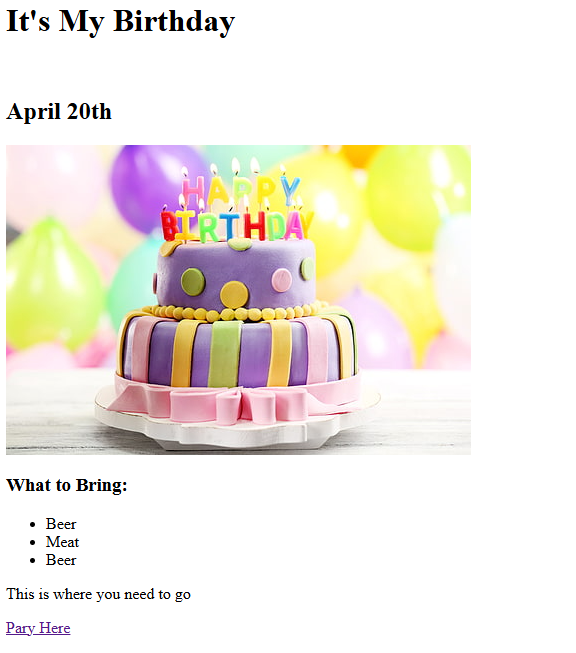 It's My Birthday
April 20th
HAPPY
BIRTHDAY
What to Bring:
Beer
Meat
Beer
This is where you need to go
Pary Here